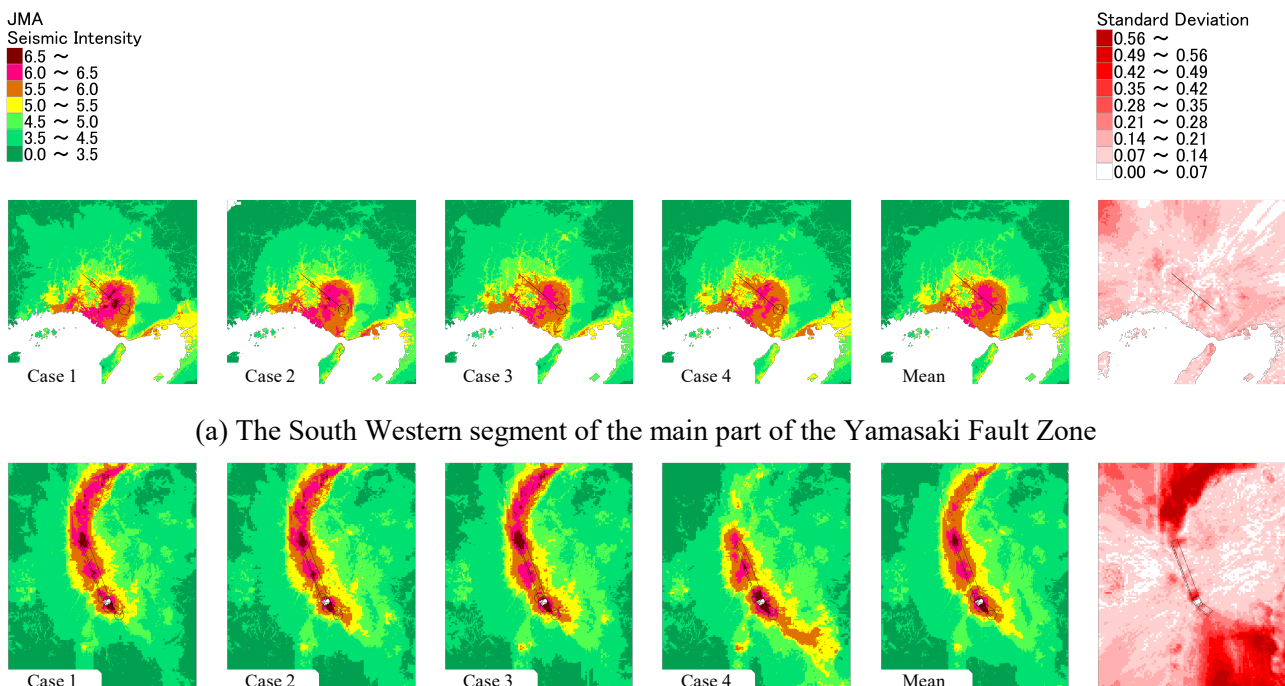 JMA
Seismic Intensity
6.5 ～
6.0 ～ 6.5
5.5 ～ 6.0
5.0 ～ 5.5
4.5 ～ 5.0
3.5 ～ 4.5
0.0 ～ 3.5
Standard Deviation
0.56 ～
0.49 ～ 0.56
0.42 ～ 0.49
0.35 ～ 0.42
0.28 ～ 0.35
0.21 ～ 0.28
0.14 ～ 0.21
0.07 ～ 0.14
0.00 ～ 0.07
Case 1
Case 2
Case 3
Case 4
Mean
(a) The South Western segment of the main part of the Yamasaki Fault Zone
Case 1
Case 2
Case 3
Case 4
Mean